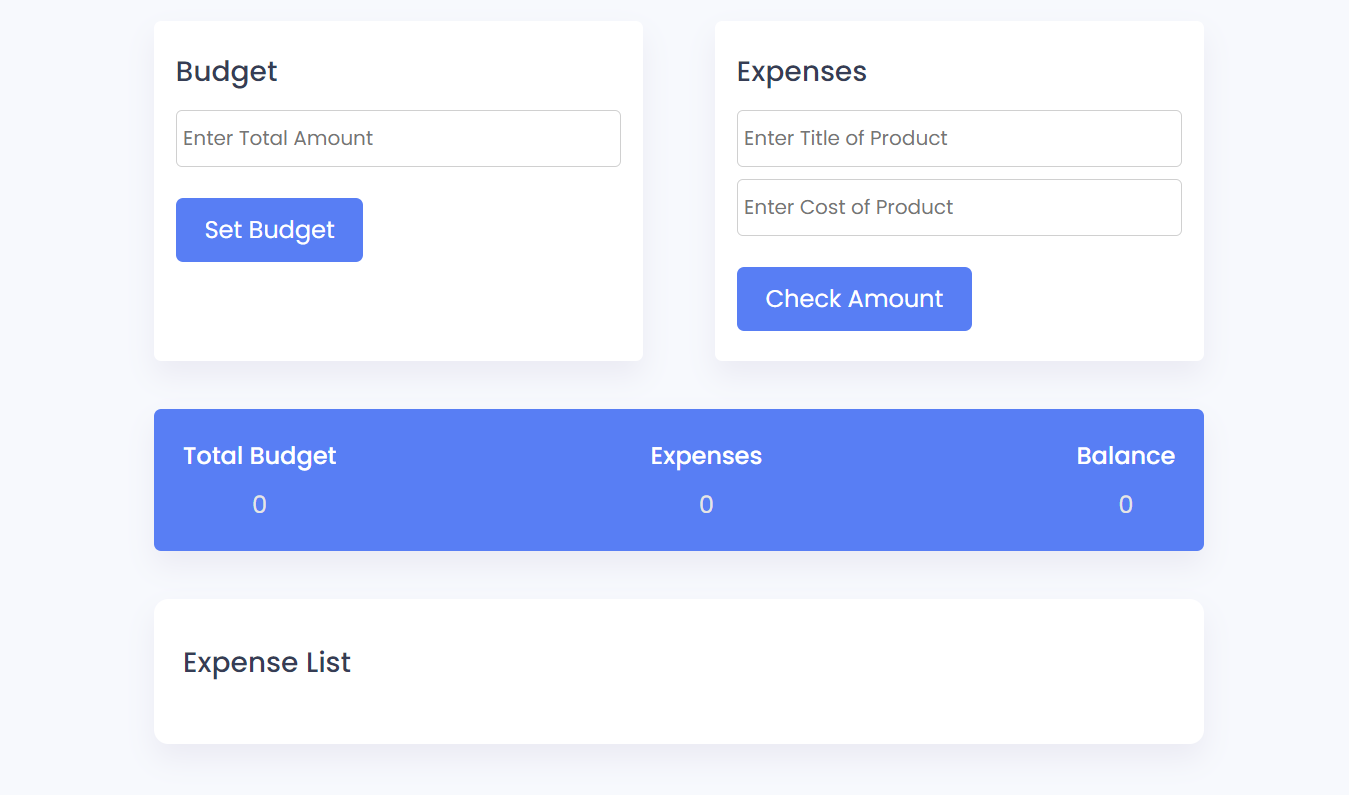 Budget
Enter Total Amount
Set Budget
Expenses
Enter Title of Product
Enter Cost of Product
Check Amount
Total Budget
0
Expenses
0
Balance
0
Expense List